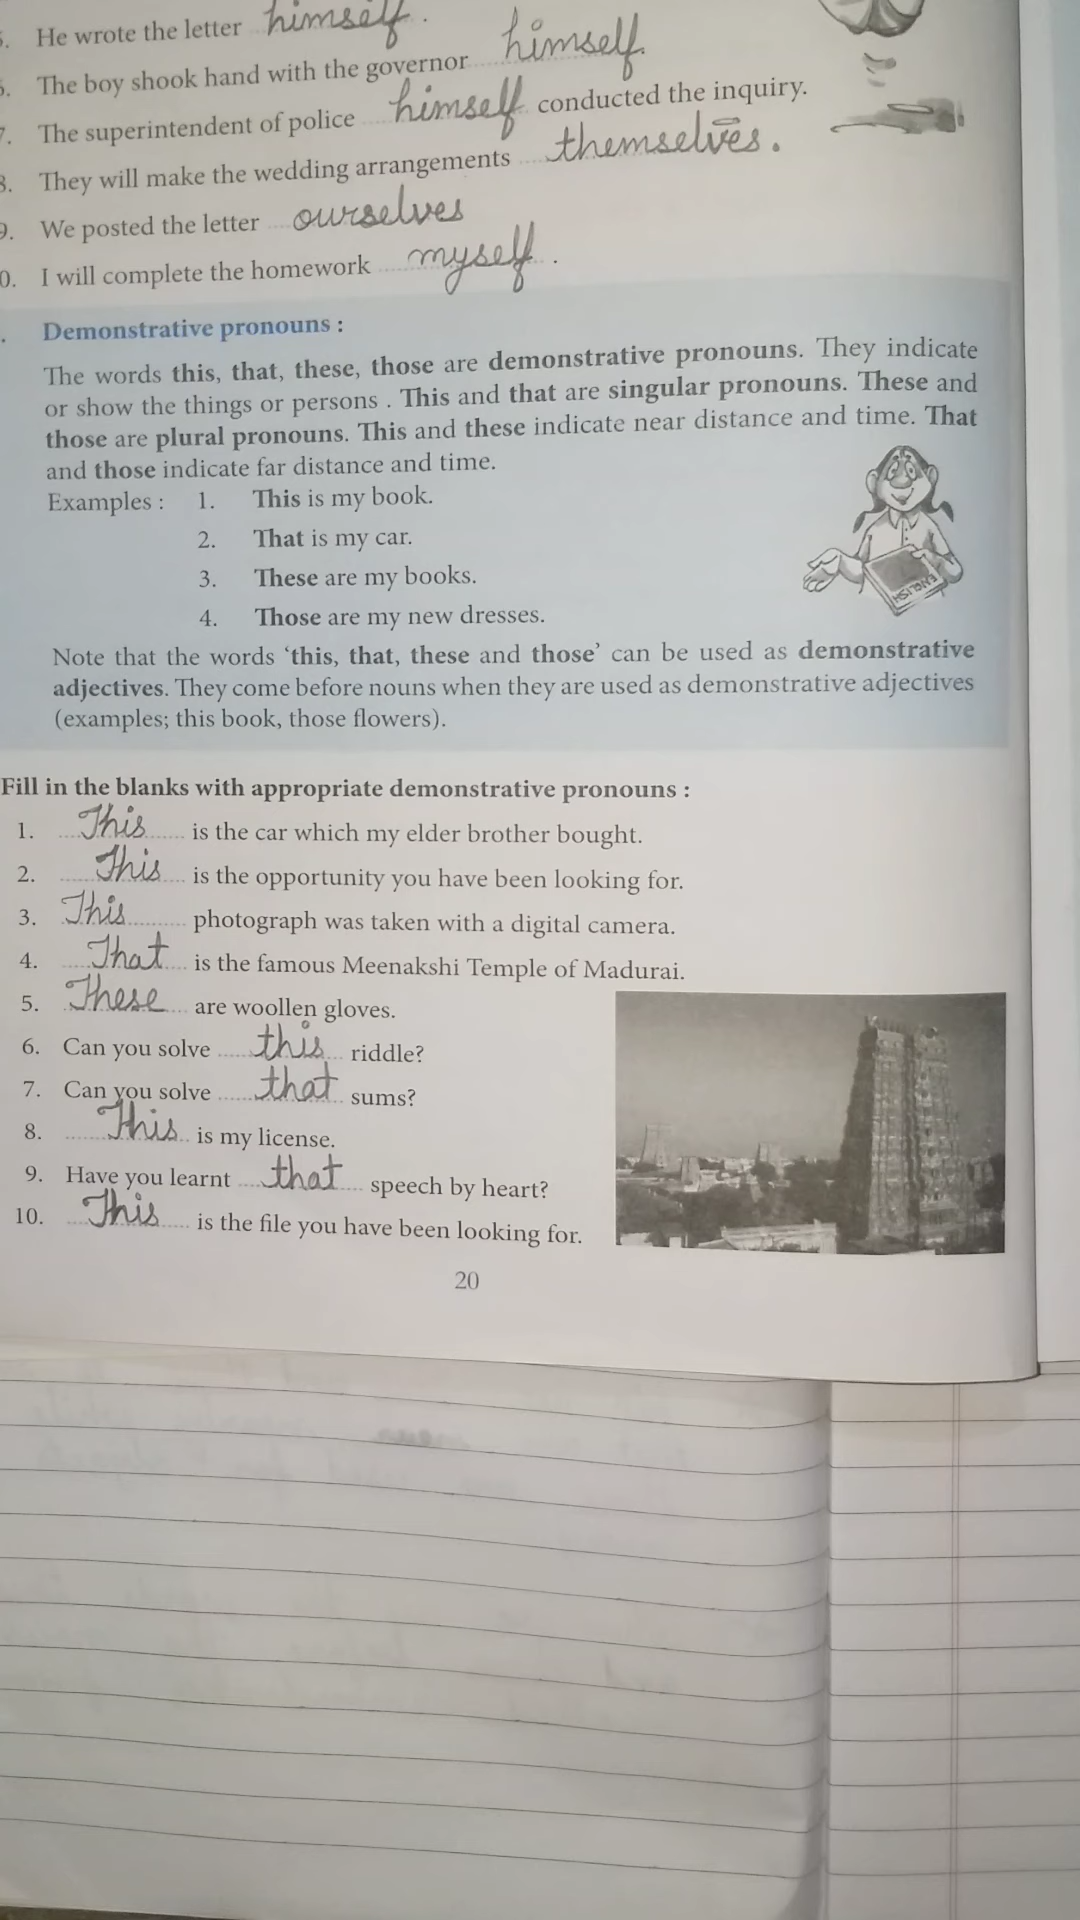 . He wrote the letter himself.
. The boy shook hand with the governor himself.
7. The superintendent of police himself conducted the inquiry.
They will make the wedding arrangements themselves.
We posted the letter ourselves
0. I will complete the homework myself.
. Demonstrative pronouns :
The words this, that, these, those are demonstrative pronouns. They indicate
or show the things or persons . This and that are singular pronouns. These and
those are plural pronouns. This and these indicate near distance and time. That
and those indicate far distance and time.
Examples : 1. This is my book.
2. That is my car.
3. These are my books.
4. Those are my new dresses.
ENGLISH
Note that the words ‘this, that, these and those’ can be used as demonstrative
adjectives. They come before nouns when they are used as demonstrative adjectives
(examples; this book, those flowers).
Fill in the blanks with appropriate demonstrative pronouns :
1. This is the car which my elder brother bought.
2. This is the opportunity you have been looking for.
3. This photograph was taken with a digital camera.
4. That is the famous Meenakshi Temple of Madurai.
5. These are woollen gloves.
6. Can you solve this riddle?
7. Can you solve that sums?
8. This is my license.
9. Have you learnt that speech by heart?
10. This is the file you have been looking for.
20